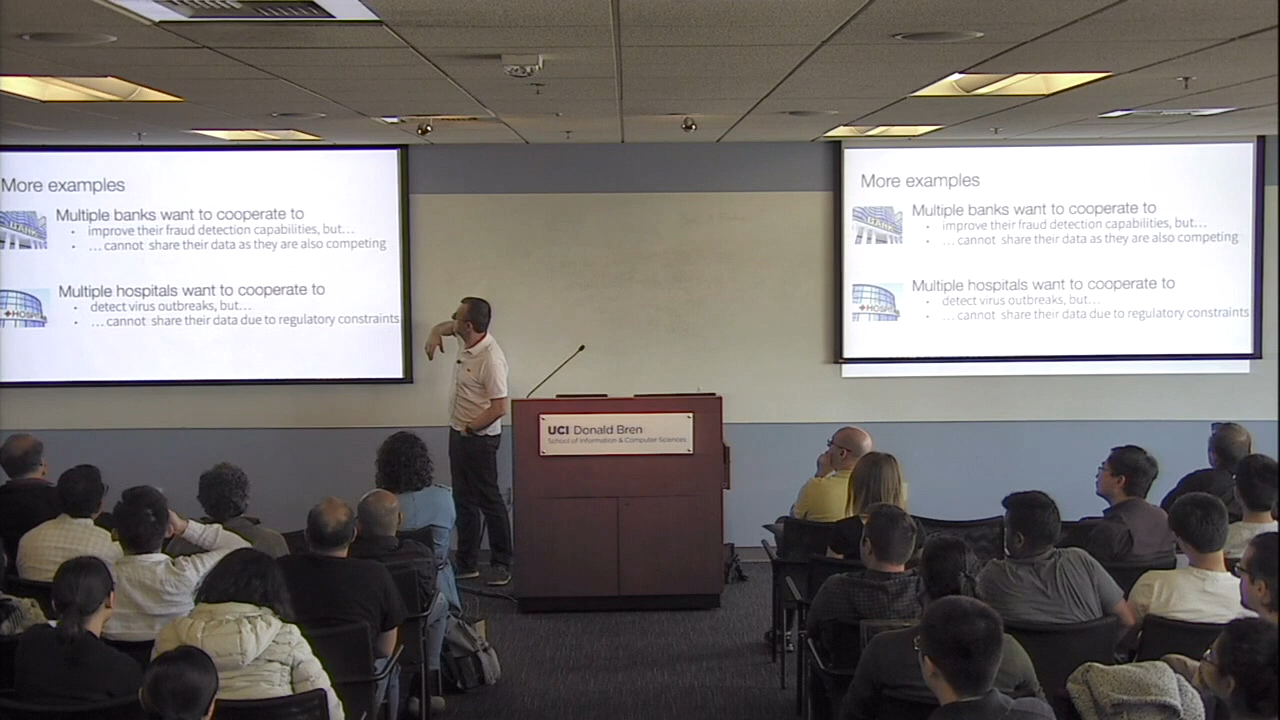 More examples
Multiple banks want to cooperate to
• improve their fraud detection capabilities, but…
• … cannot share their data as they are also competing
BANK
Multiple hospitals want to cooperate to
• detect virus outbreaks, but…
• … cannot share their data due to regulatory constraints
HOSPITAL
UCI Donald Bren
School of Information & Computer Sciences
More examples
Multiple banks want to cooperate to
• improve their fraud detection capabilities, but…
• … cannot share their data as they are also competing
BANK
Multiple hospitals want to cooperate to
• detect virus outbreaks, but…
• … cannot share their data due to regulatory constraints
HOSPITAL